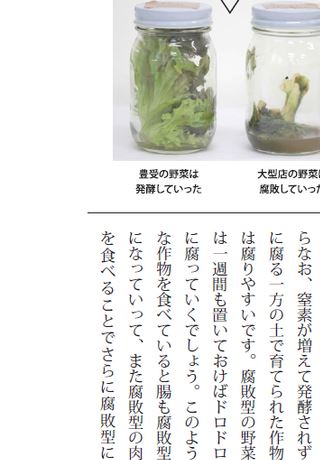 豊受の野菜は
発酵していった
大型店の野菜は
腐敗していった
らなお、窒素が増えて発酵されず
に腐る一方の土で育てられた作物
は腐りやすいです。腐敗型の野菜
は一週間も置いておけばドロドロ
に腐っていくでしょう。このよう
な作物を食べていると腸も腐敗型
になっていって、また腐敗型の肉
を食べることでさらに腐敗型に